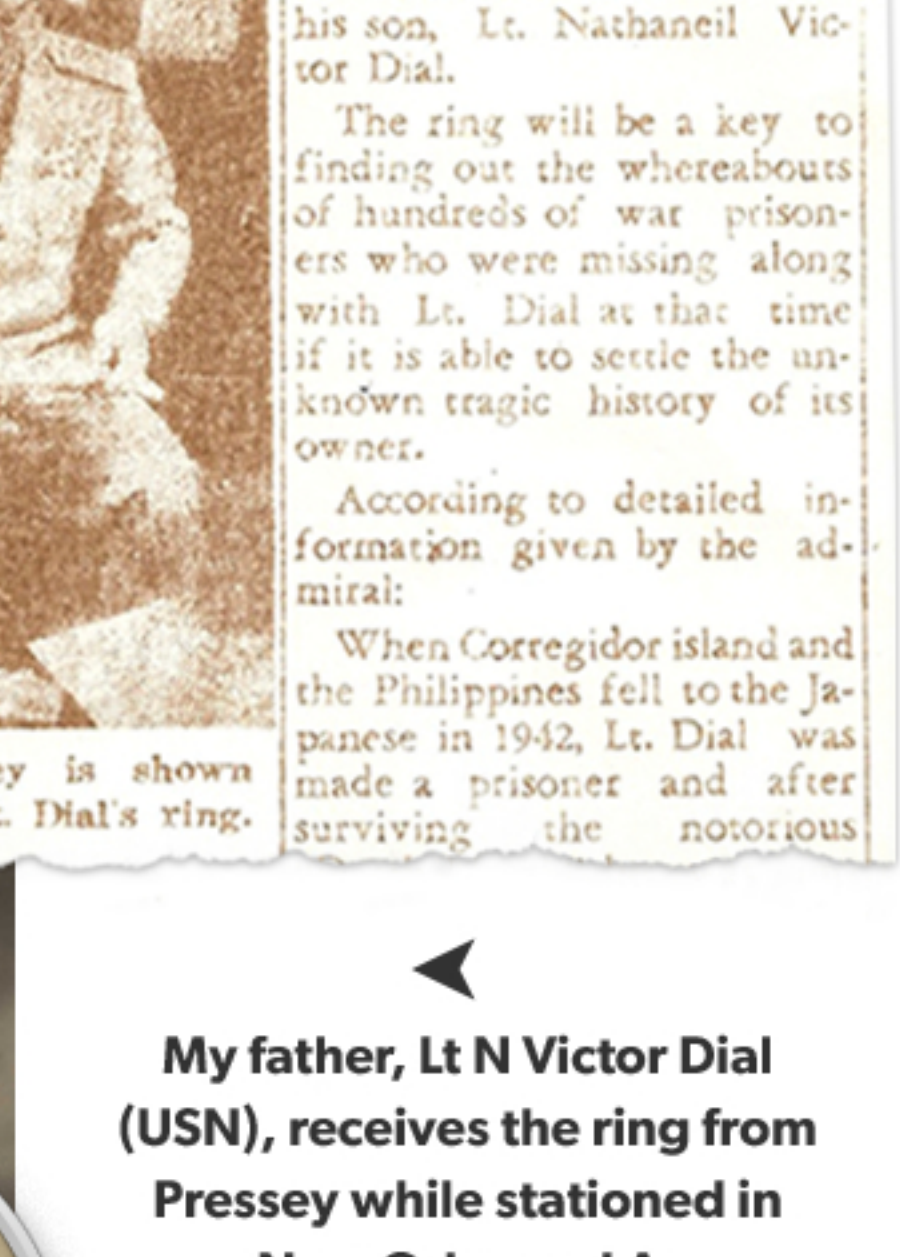 his son, Lt. Nathaneil Vic-
tor Dial.
The ring will be a key to
finding out the whereabouts
of hundreds of war prison-
ers who were missing along
with Lt. Dial at that time
if it is able to settle the un-
known tragic history of its
owner.
According to detailed in-
formation given by the ad-
miral:
When Corregidor island and
the Philippines fell to the Ja-
panese in 1942, Lt. Dial was
made a prisoner and after
surviving the notorious
ey is shown
. Dial's ring.
My father, Lt N Victor Dial
(USN), receives the ring from
Pressey while stationed in